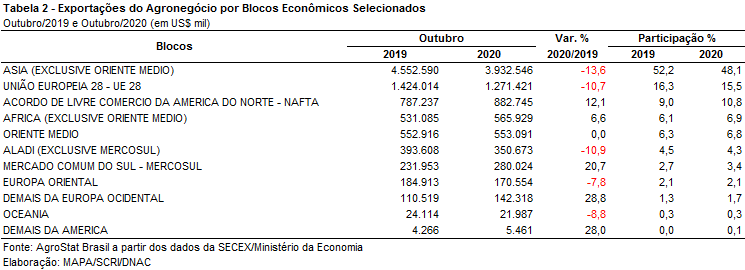 Tabela 2 - Exportações do Agronegócio por Blocos Econômicos Selecionados
Outubro/2019 e Outubro/2020 (em US$ mil)
Blocos Outubro Var. % Participação %
2019 2020 2020/2019 2019 2020
ASIA (EXCLUSIVE ORIENTE MEDIO) 4.552.590 3.932.546 -13,6 52,2 48,1
UNIÃO EUROPEIA 28 - UE 28 1.424.014 1.271.421 -10,7 16,3 15,5
ACORDO DE LIVRE COMERCIO DA AMERICA DO NORTE - NAFTA 787.237 882.745 12,1 9,0 10,8
AFRICA (EXCLUSIVE ORIENTE MEDIO) 531.085 565.929 6,6 6,1 6,9
ORIENTE MEDIO 552.916 553.091 0,0 6,3 6,8
ALADI (EXCLUSIVE MERCOSUL) 393.608 350.673 -10,9 4,5 4,3
MERCADO COMUM DO SUL - MERCOSUL 231.953 280.024 20,7 2,7 3,4
EUROPA ORIENTAL 184.913 170.554 -7,8 2,1 2,1
DEMAIS DA EUROPA OCIDENTAL 110.519 142.318 28,8 1,3 1,7
OCEANIA 24.114 21.987 -8,8 0,3 0,3
DEMAIS DA AMERICA 4.266 5.461 28,0 0,0 0,1
Fonte: AgroStat Brasil a partir dos dados da SECEX/Ministério da Economia
Elaboração: MAPA/SCRI/DNAC